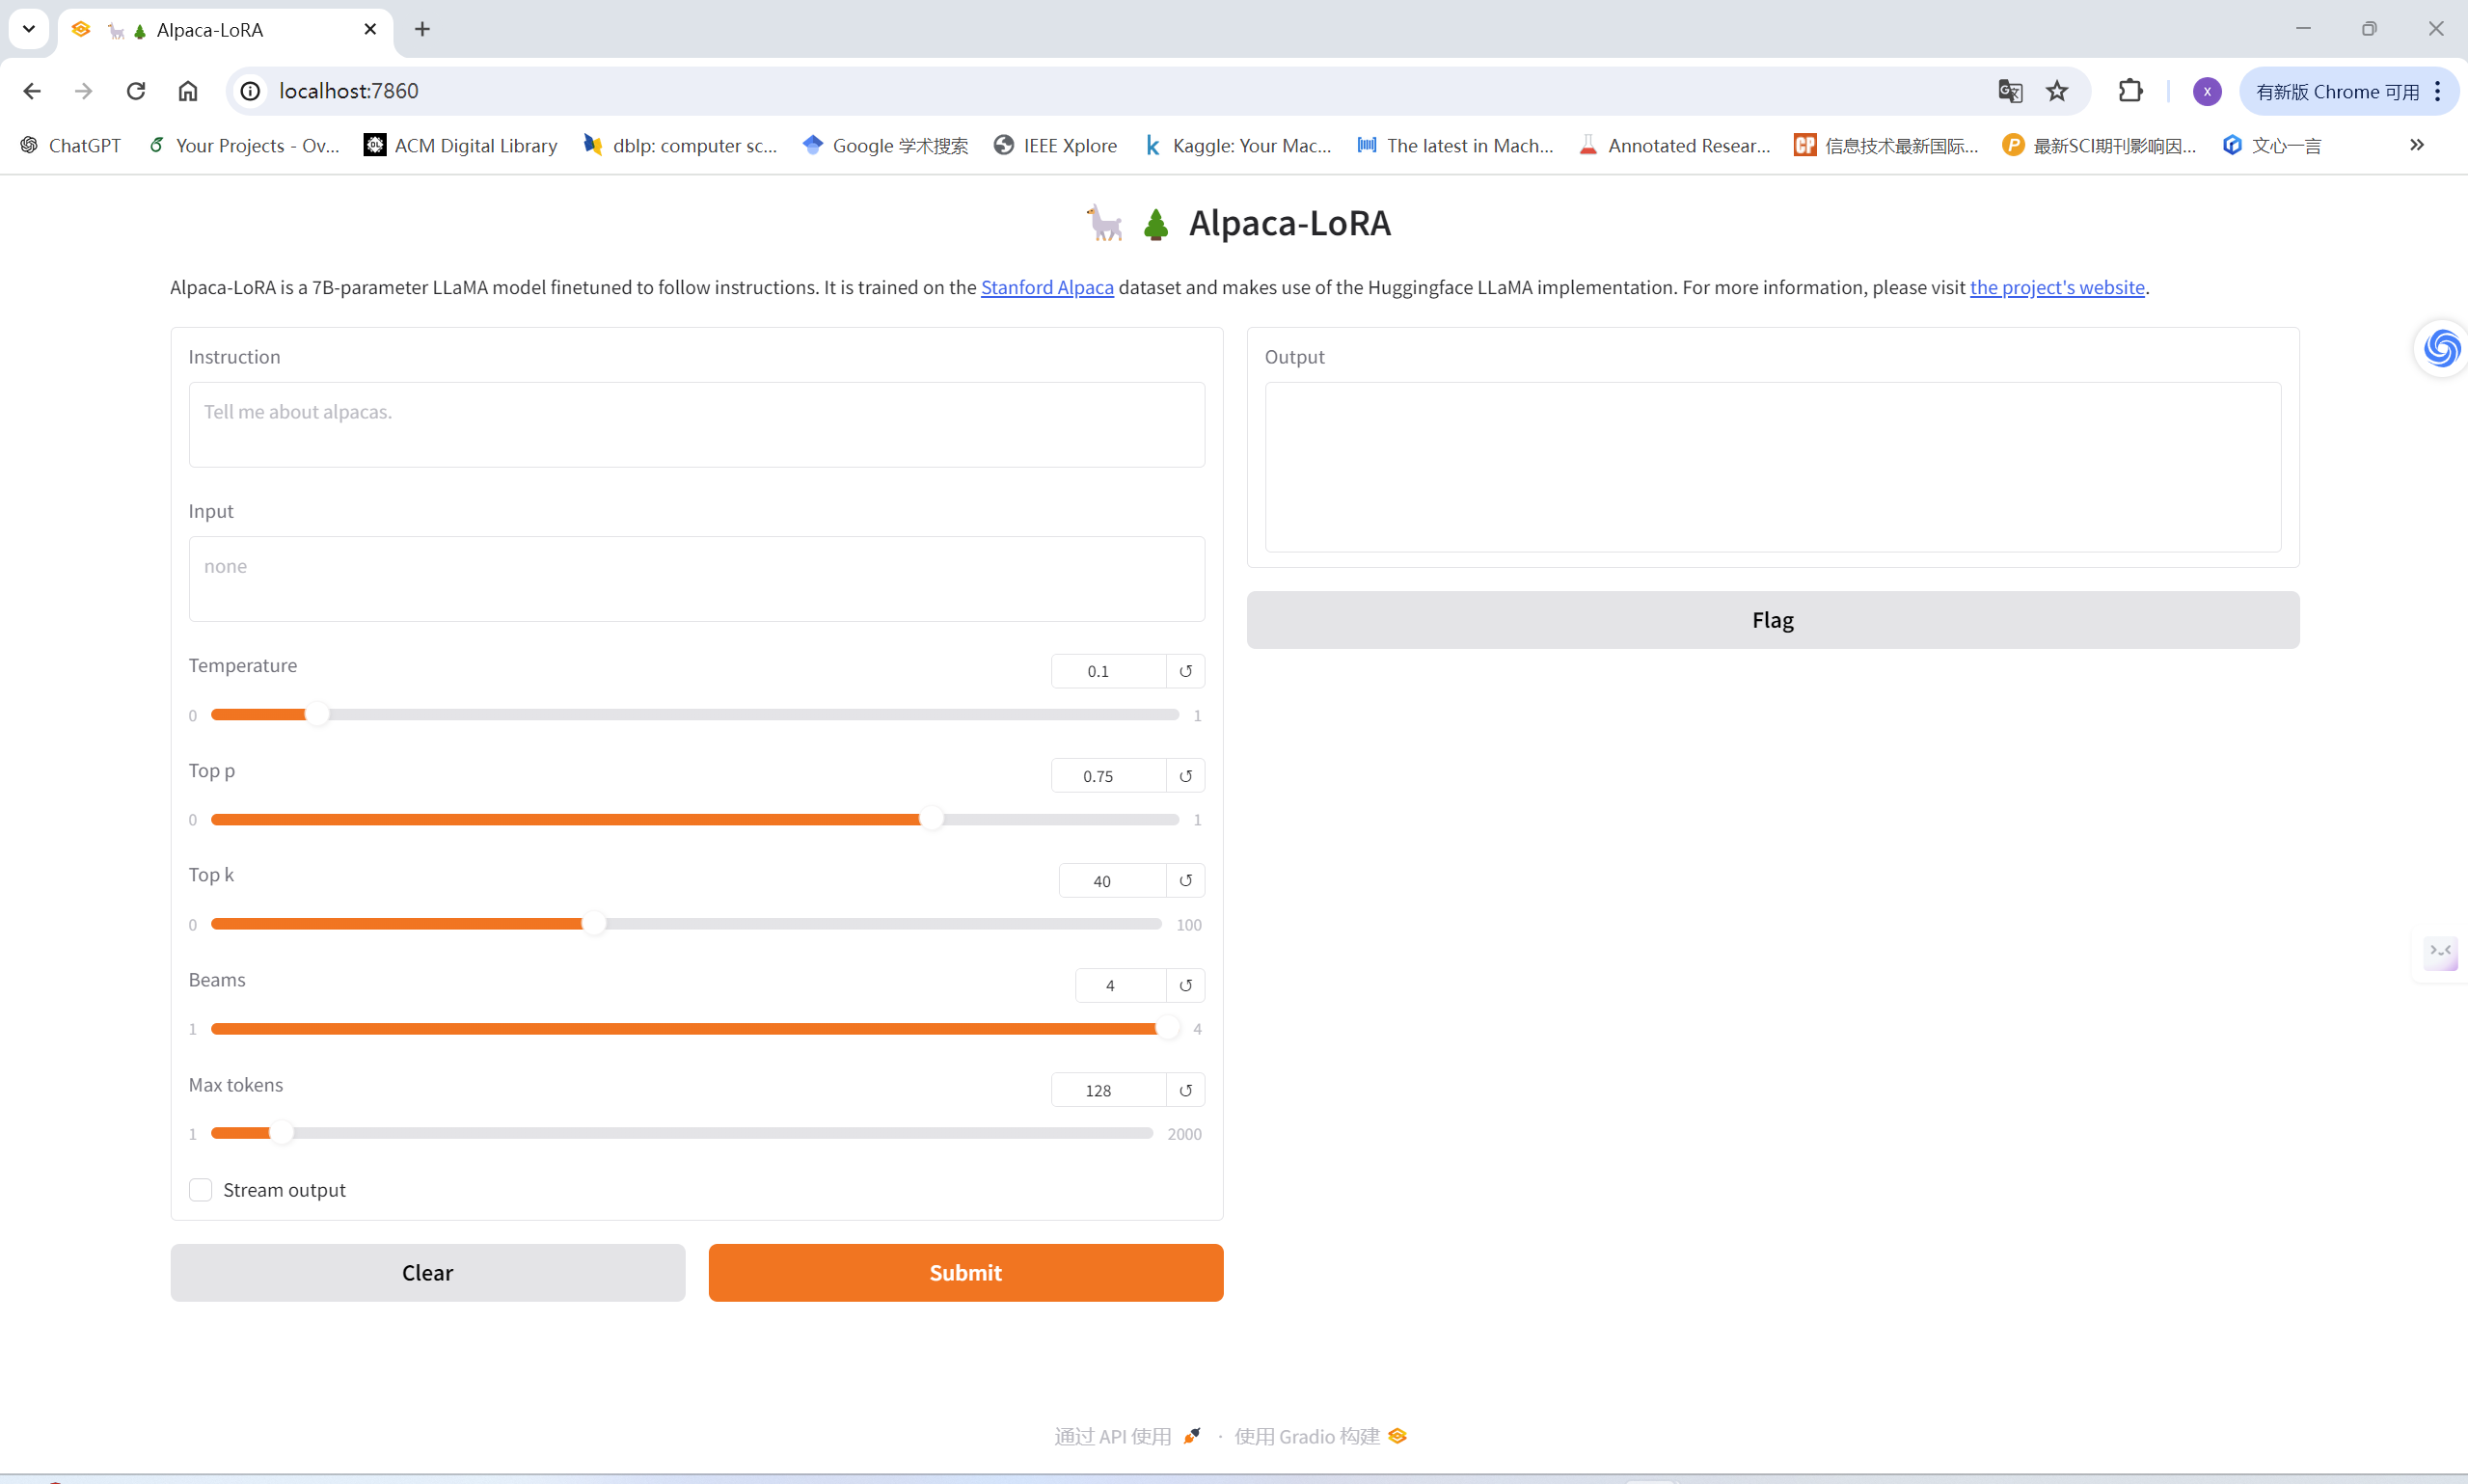 Alpaca-LoRA
localhost:7860
x
有新版 Chrome 可用
ChatGPT
Your Projects - Ov...
ACM Digital Library
dblp: computer sc...
Google 学术搜索
IEEE Xplore
Kaggle: Your Mac...
The latest in Mach...
Annotated Resear...
信息技术最新国际...
最新SCI期刊影响因...
文心一言
Alpaca-LoRA
Alpaca-LoRA is a 7B-parameter LLaMA model finetuned to follow instructions. It is trained on the Stanford Alpaca dataset and makes use of the Huggingface LLaMA implementation. For more information, please visit the project's website.
Instruction
Tell me about alpacas.
Input
none
Temperature
0.1
0
1
Top p
0.75
0
1
Top k
40
0
100
Beams
4
1
4
Max tokens
128
1
2000
Stream output
Clear
Submit
Output
Flag
通过 API 使用 · 使用 Gradio 构建